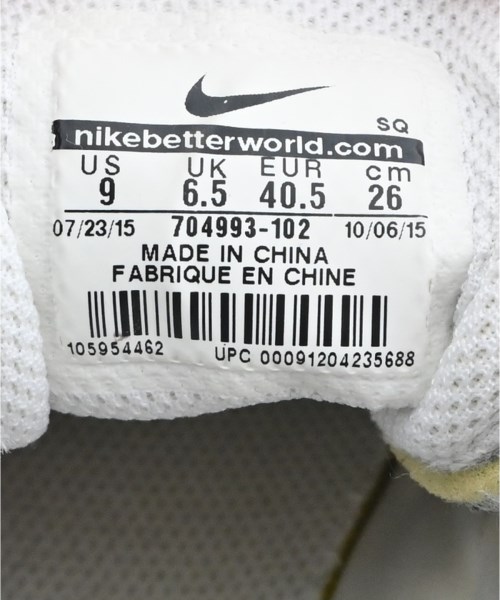 SQ
nikebetterworld.com
US UK EUR cm
9 6.5 40.5 26
07/23/15 704993-102 10/06/15
MADE IN CHINA
FABRIQUE EN CHINE
105954462 UPC 00091204235688